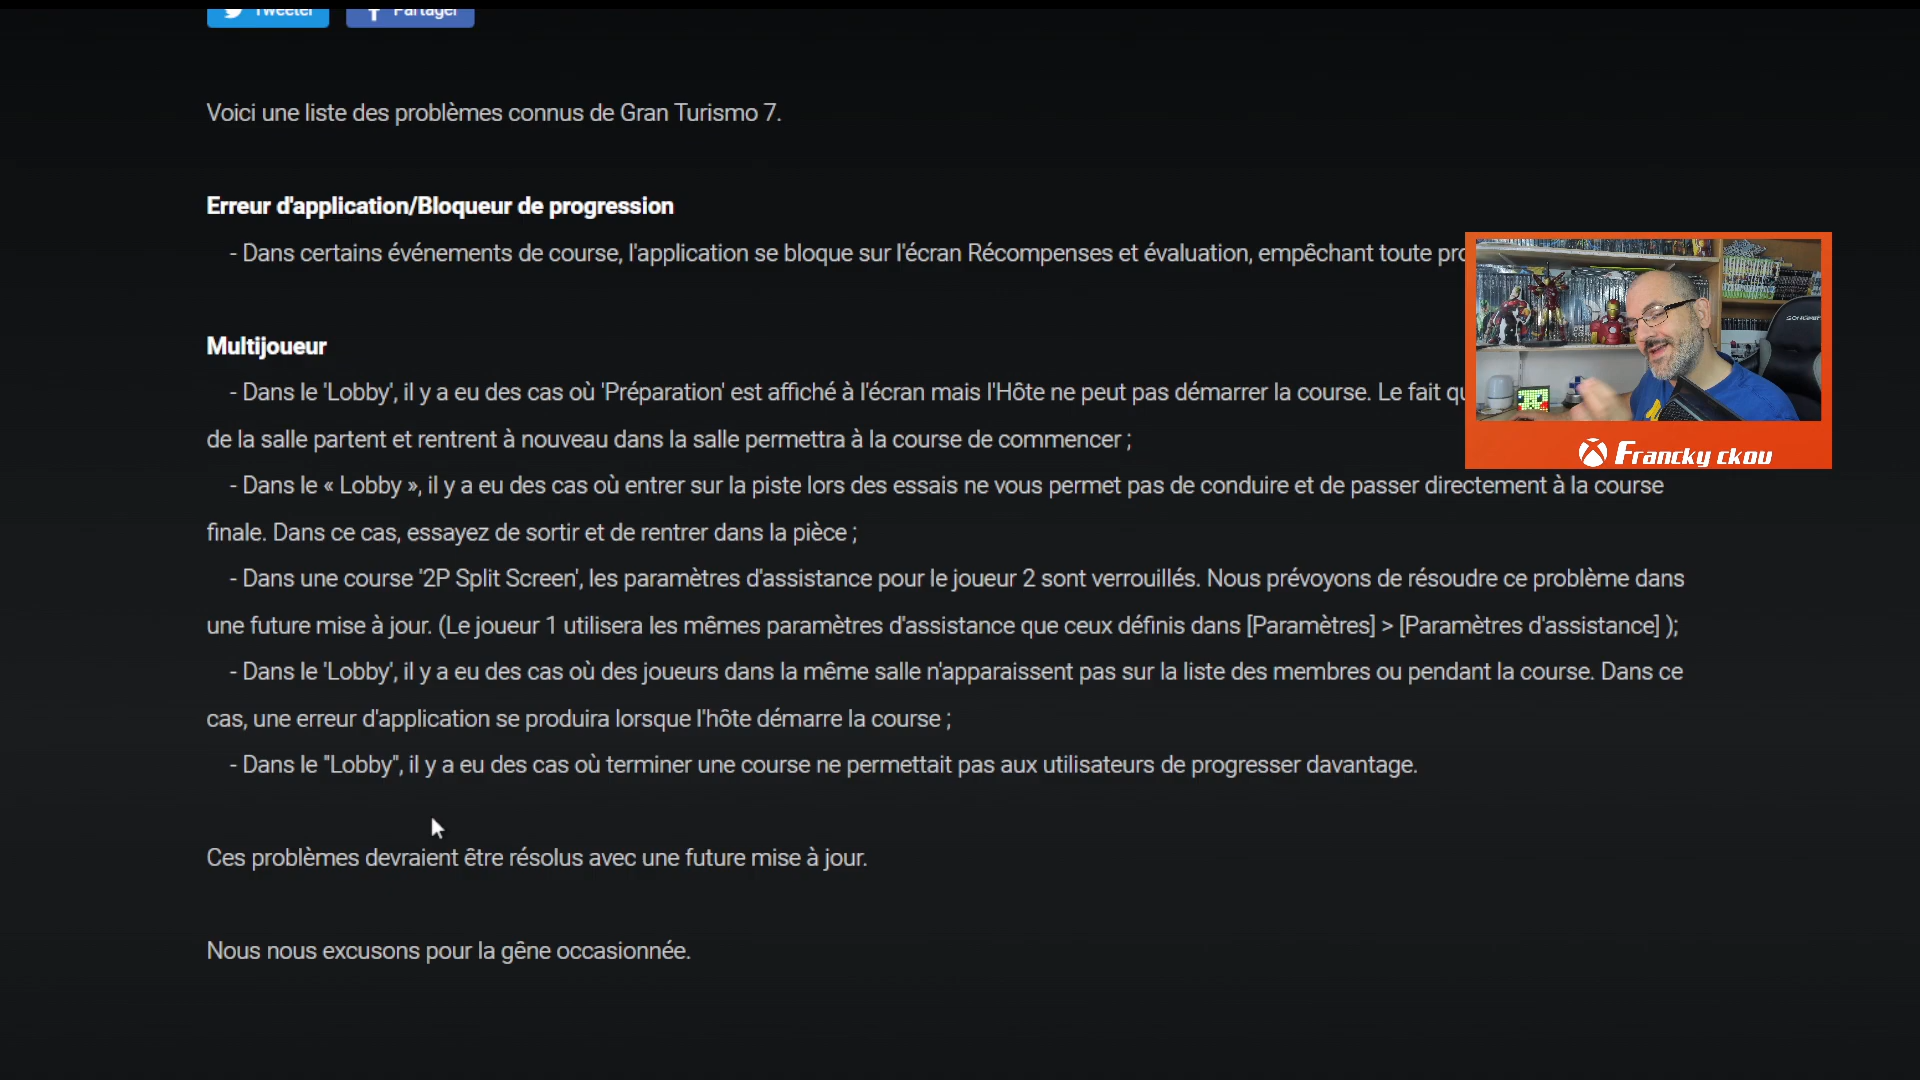 Tweeter Partager
Voici une liste des problèmes connus de Gran Turismo 7.
Erreur d'application/Bloqueur de progression
- Dans certains événements de course, l'application se bloque sur l'écran Récompenses et évaluation, empêchant toute
Multijoueur
- Dans le 'Lobby', il y a eu des cas où 'Préparation' est affiché à l'écran mais l'Hôte ne peut pas démarrer la course. Le fait
de la salle partent et rentrent à nouveau dans la salle permettra à la course de commencer ;
- Dans le « Lobby », il y a eu des cas où entrer sur la piste lors des essais ne vous permet pas de conduire et de passer directement à la course
finale. Dans ce cas, essayez de sortir et de rentrer dans la pièce ;
- Dans une course '2P Split Screen', les paramètres d'assistance pour le joueur 2 sont verrouillés. Nous prévoyons de résoudre ce problème dans
une future mise à jour. (Le joueur 1 utilisera les mêmes paramètres d'assistance que ceux définis dans [Paramètres] > [Paramètres d'assistance] );
- Dans le 'Lobby', il y a eu des cas où des joueurs dans la même salle n'apparaissent pas sur la liste des membres ou pendant la course. Dans ce
cas, une erreur d'application se produira lorsque l'hôte démarre la course ;
- Dans le "Lobby", il y a eu des cas où terminer une course ne permettait pas aux utilisateurs de progresser davantage.
Ces problèmes devraient être résolus avec une future mise à jour.
Nous nous excusons pour la gêne occasionnée.
Francky ckou